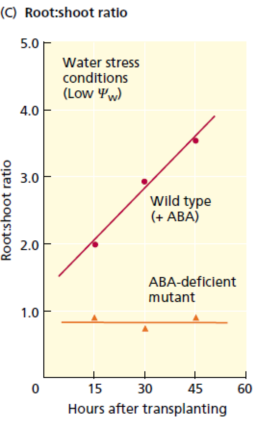 (C) Root:shoot ratio
5.0
Water stress
conditions
(Low Ψw)
4.0
3.0
Wild type
(+ ABA)
Root:shoot ratio
2.0
ABA-deficient
mutant
1.0
0 15 30 45 60
Hours after transplanting